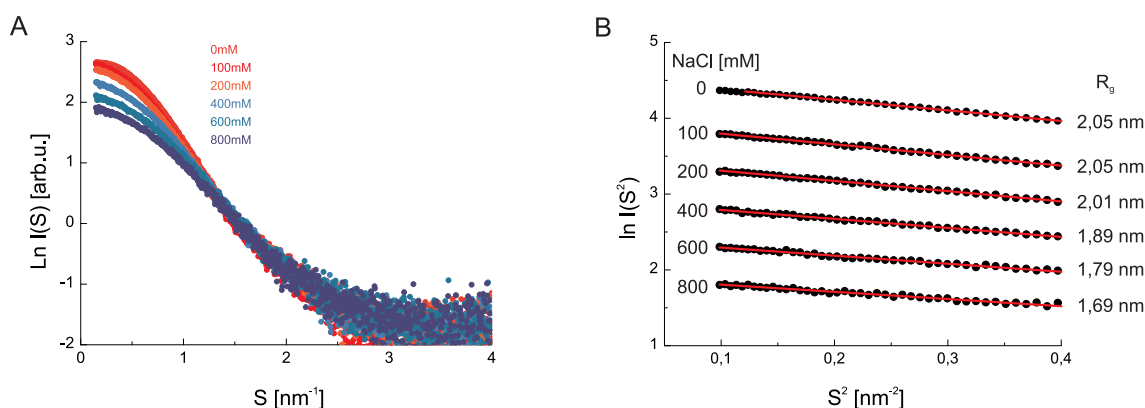 A
3
2
1
0
-1
-2
0
1
2
3
4
Ln I(S) [arb.u.]
S [nm⁻¹]
0mM
100mM
200mM
400mM
600mM
800mM
B
5
4
3
2
1
0,1
0,2
0,3
0,4
ln I(S²)
S² [nm⁻²]
NaCl [mM]
0
100
200
400
600
800
Rg
2,05 nm
2,05 nm
2,01 nm
1,89 nm
1,79 nm
1,69 nm